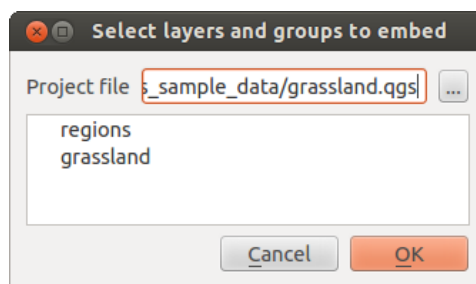 Select layers and groups to embed
Project file s_sample_data/grassland.qgs ...
regions
grassland
Cancel OK